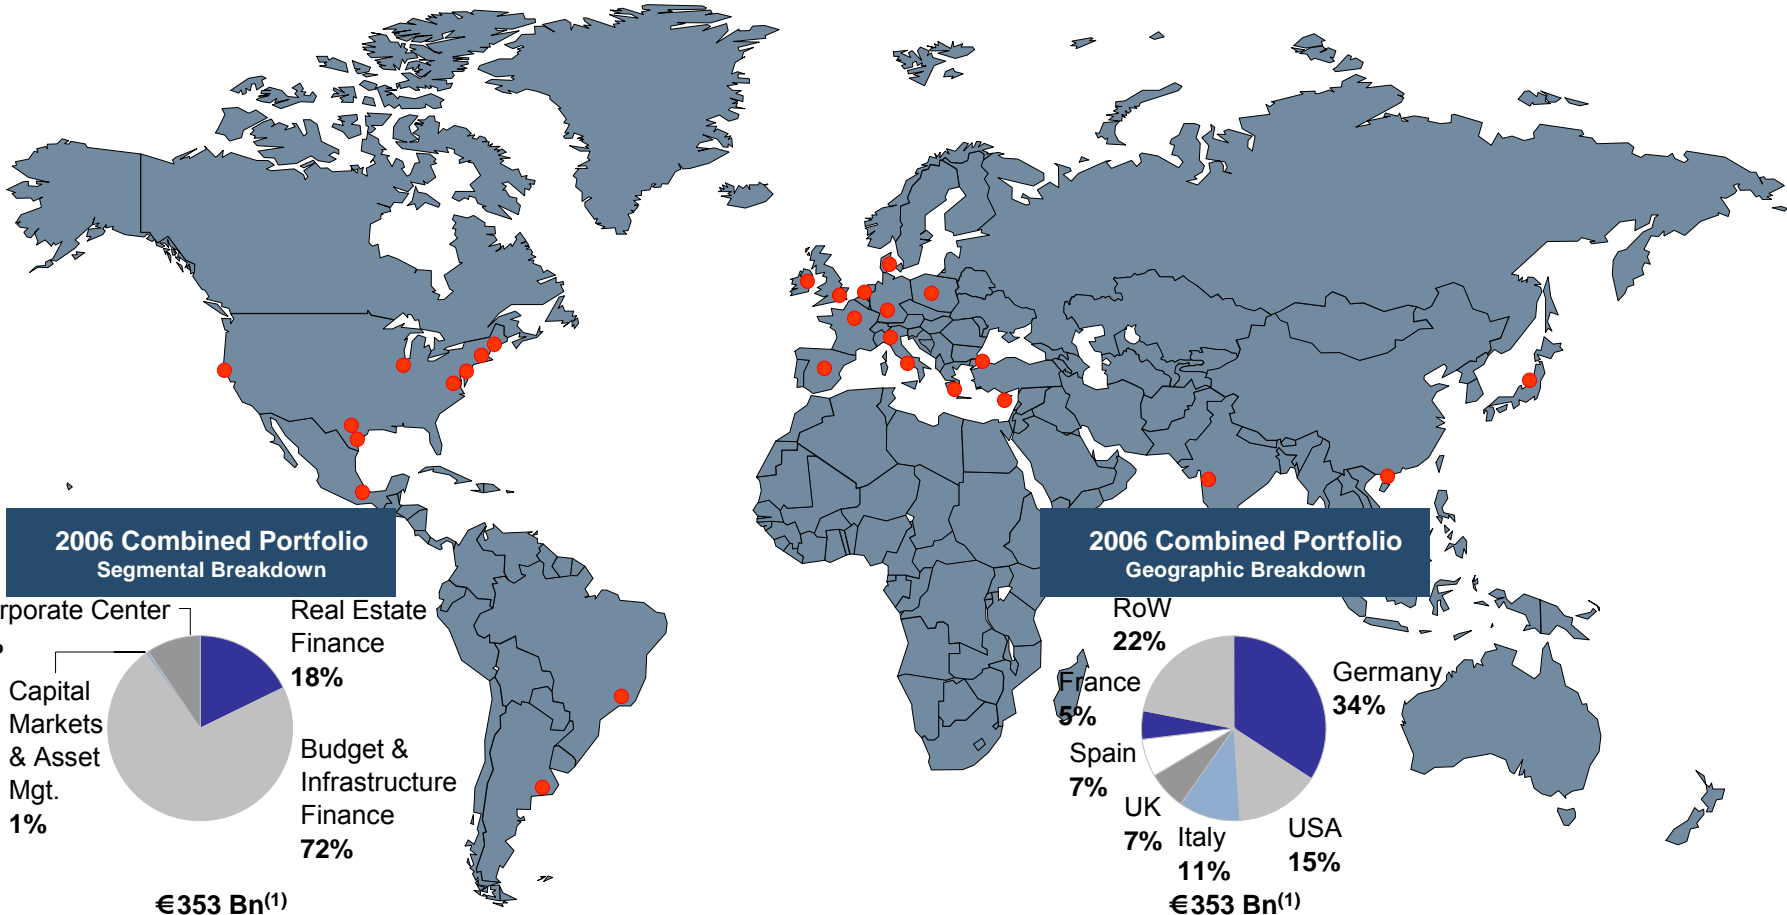 2006 Combined Portfolio
Segmental Breakdown
rporate Center
Capital
Markets
& Asset
Mgt.
1%
Real Estate
Finance
18%
Budget &
Infrastructure
Finance
72%
€353 Bn(1)
2006 Combined Portfolio
Geographic Breakdown
RoW
22%
France
5%
Spain
7%
UK
7%
Italy
11%
USA
15%
Germany
34%
€353 Bn(1)